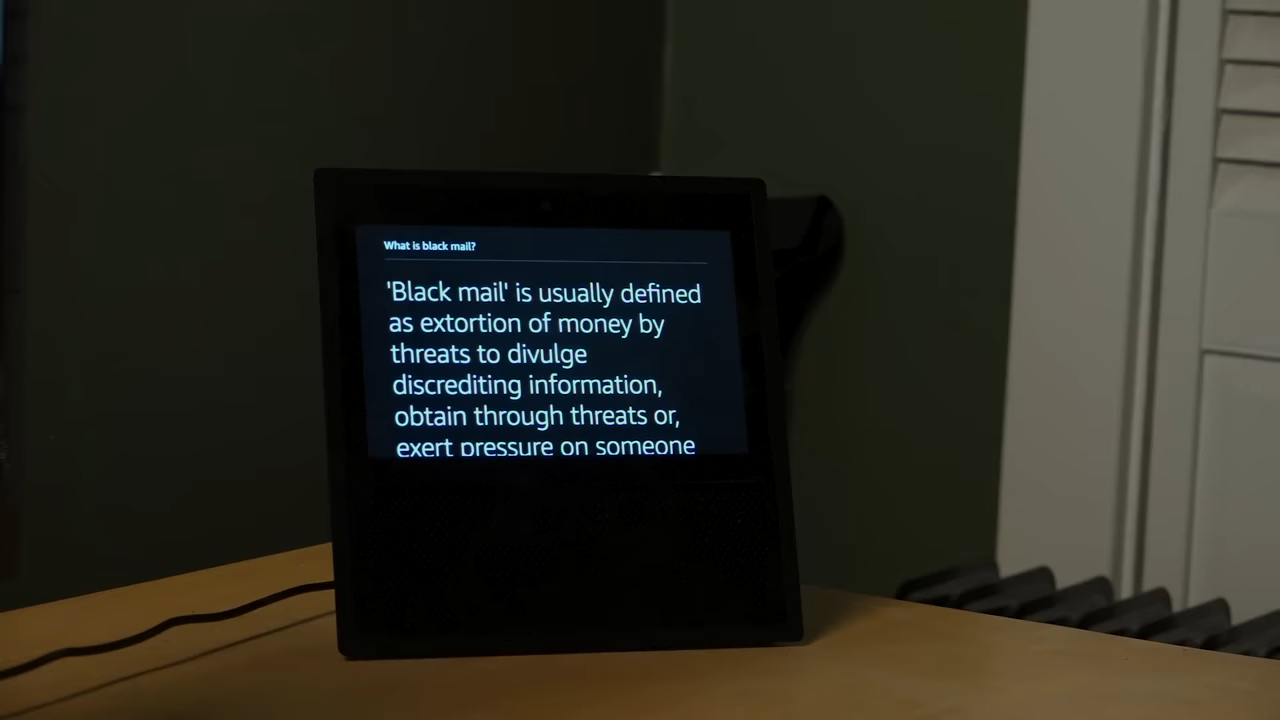 What is black mail?
'Black mail' is usually defined
as extortion of money by
threats to divulge
discrediting information,
obtain through threats or,
exert pressure on someone